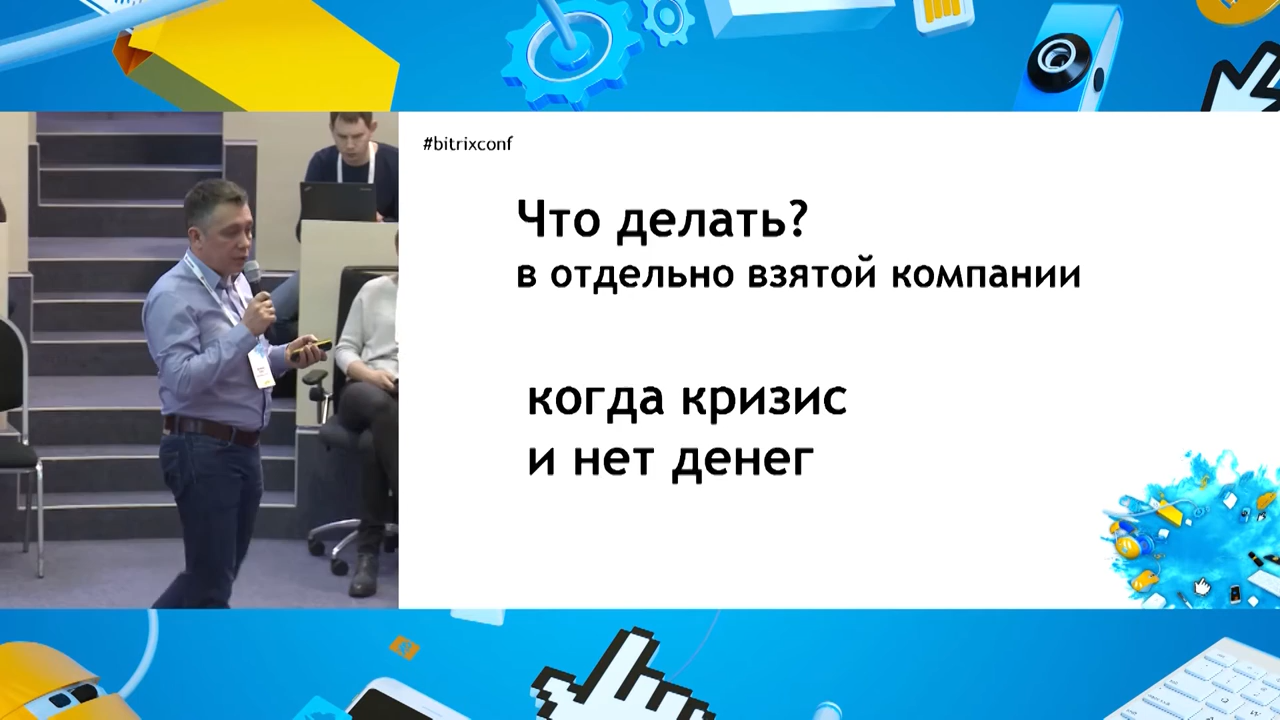 #bitrixconf
Что делать?
в отдельно взятой компании
когда кризис
и нет денег